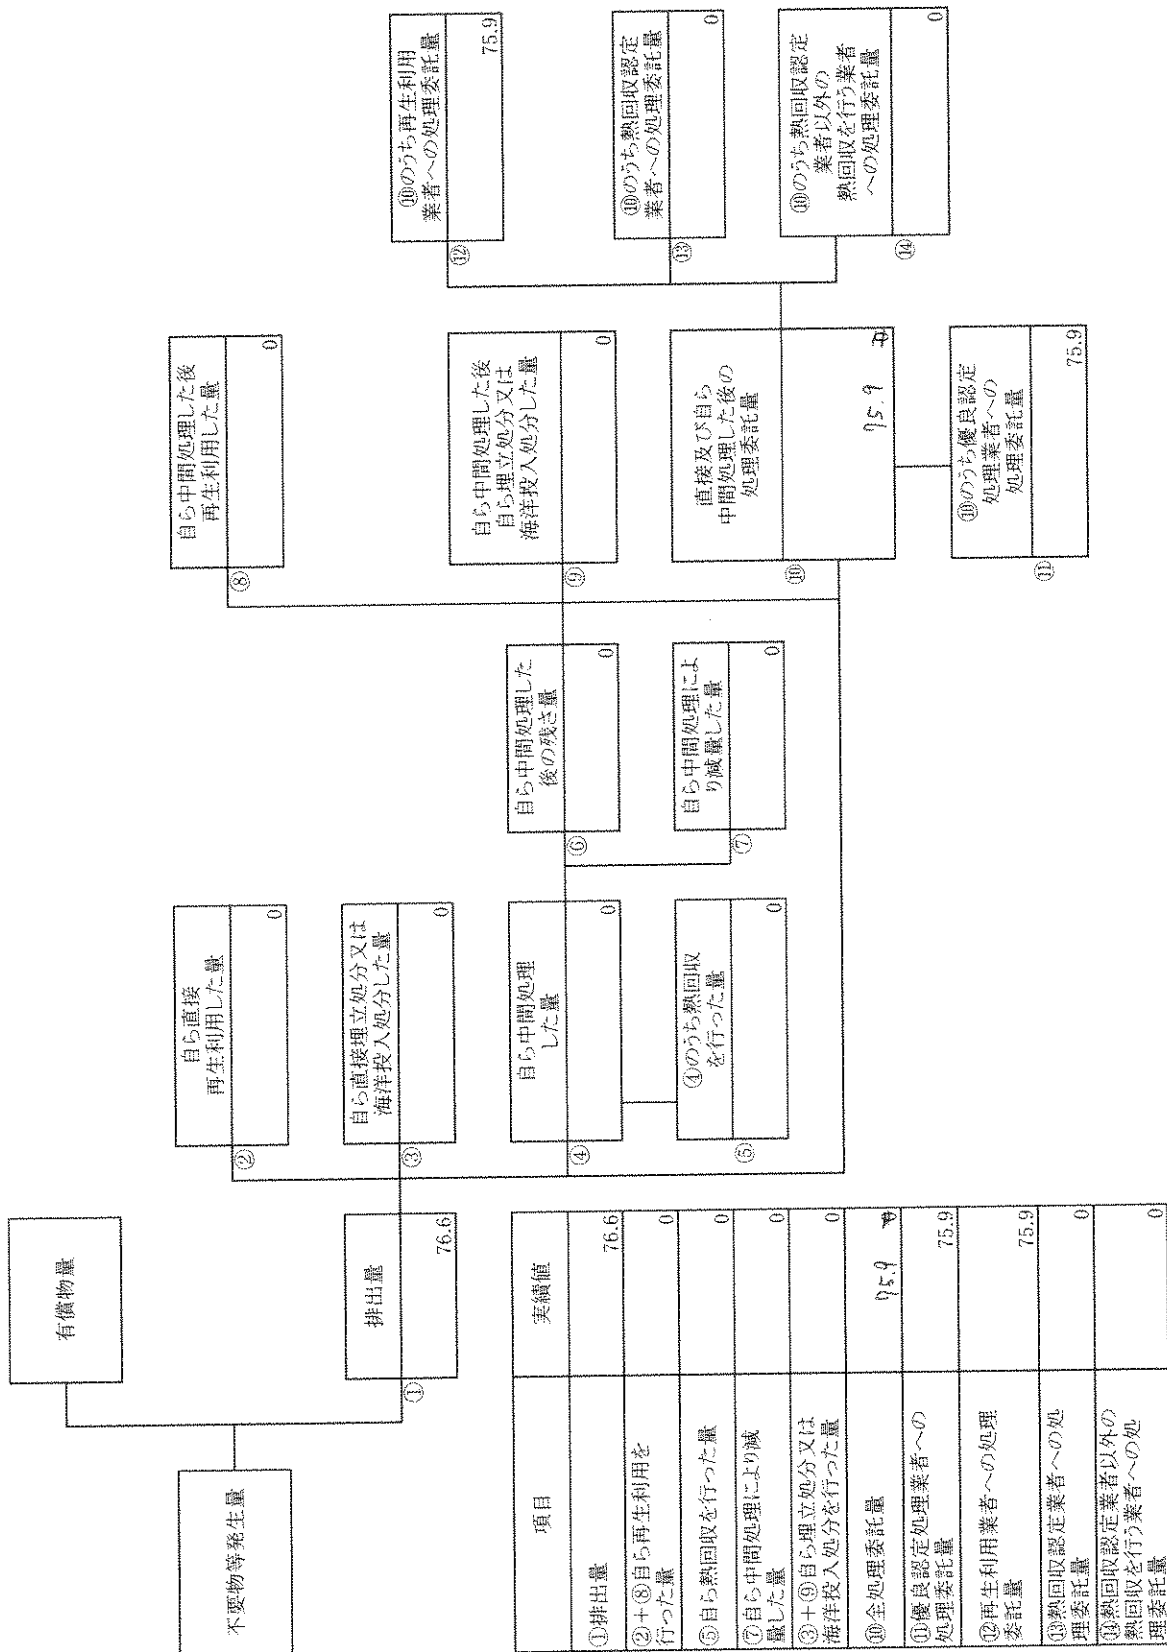 不要物等発生量
有償物量
排出量
①
76.6
自ら直接
再生利用した量
②
0
自ら直接埋立処分又は
海洋投入処分した量
③
0
自ら中間処理
した量
④
0
④のうち熱回収
を行った量
⑤
0
自ら中間処理した
後の残さ量
⑥
0
自ら中間処理によ
り減量した量
⑦
0
自ら中間処理した後
再生利用した量
⑧
0
自ら中間処理した後
自ら埋立処分又は
海洋投入処分した量
⑨
0
直接及び自ら
中間処理した後の
処理委託量
⑩
75.9 0
⑩のうち優良認定
処理業者への
処理委託量
⑪
75.9
⑩のうち再生利用
業者への処理委託量
⑫
75.9
⑩のうち熱回収認定
業者への処理委託量
⑬
0
⑩のうち熱回収認定
業者以外の
熱回収を行う業者
への処理委託量
⑭
0
項目 実績値
①排出量 76.6
②+⑧自ら再生利用を
行った量 0
⑤自ら熱回収を行った量 0
⑦自ら中間処理により減
量した量 0
③+⑨自ら埋立処分又は
海洋投入処分を行った量 0
⑩全処理委託量 75.9 0
⑪優良認定処理業者への
処理委託量 75.9
⑫再生利用業者への処理
委託量 75.9
⑬熱回収認定業者への処
理委託量 0
⑭熱回収認定業者以外の
熱回収を行う業者への処
理委託量 0